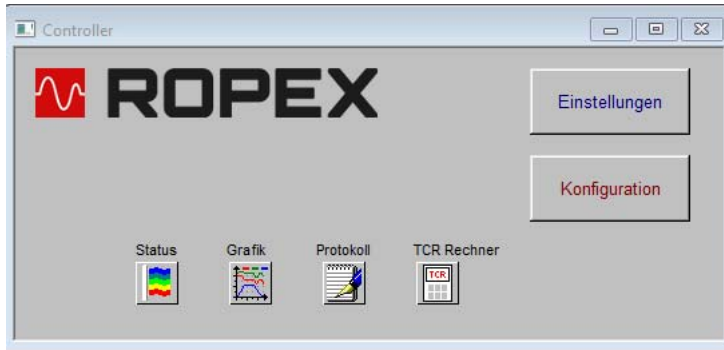 Controller
ROPEX
Einstellungen
Konfiguration
Status Grafik Protokoll TCR Rechner
TCR